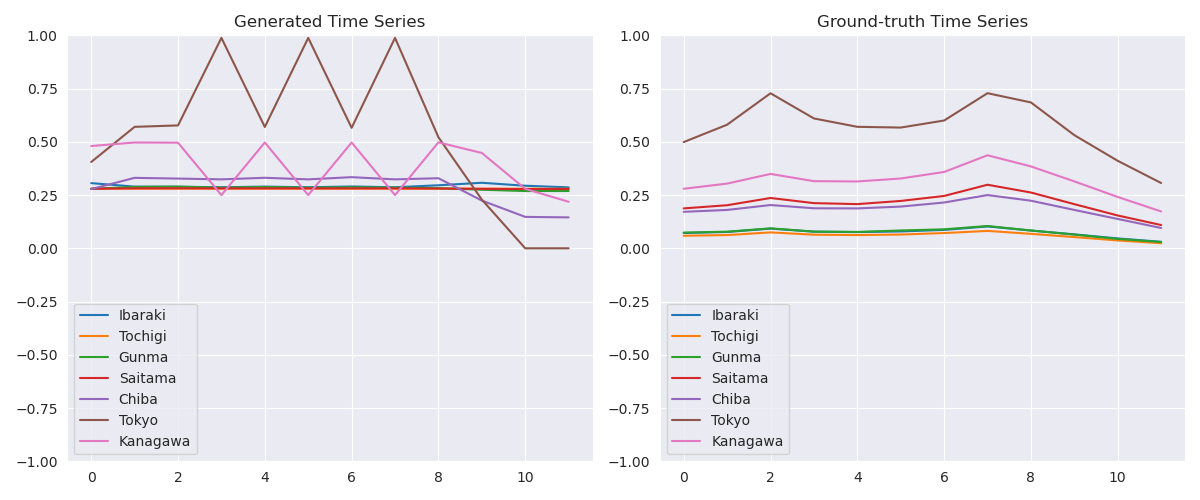 Generated Time Series
1.00
0.75
0.50
0.25
0.00
−0.25
−0.50
−0.75
−1.00
Ibaraki
Tochigi
Gunma
Saitama
Chiba
Tokyo
Kanagawa
0 2 4 6 8 10
Ground-truth Time Series
1.00
0.75
0.50
0.25
0.00
−0.25
−0.50
−0.75
−1.00
Ibaraki
Tochigi
Gunma
Saitama
Chiba
Tokyo
Kanagawa
0 2 4 6 8 10